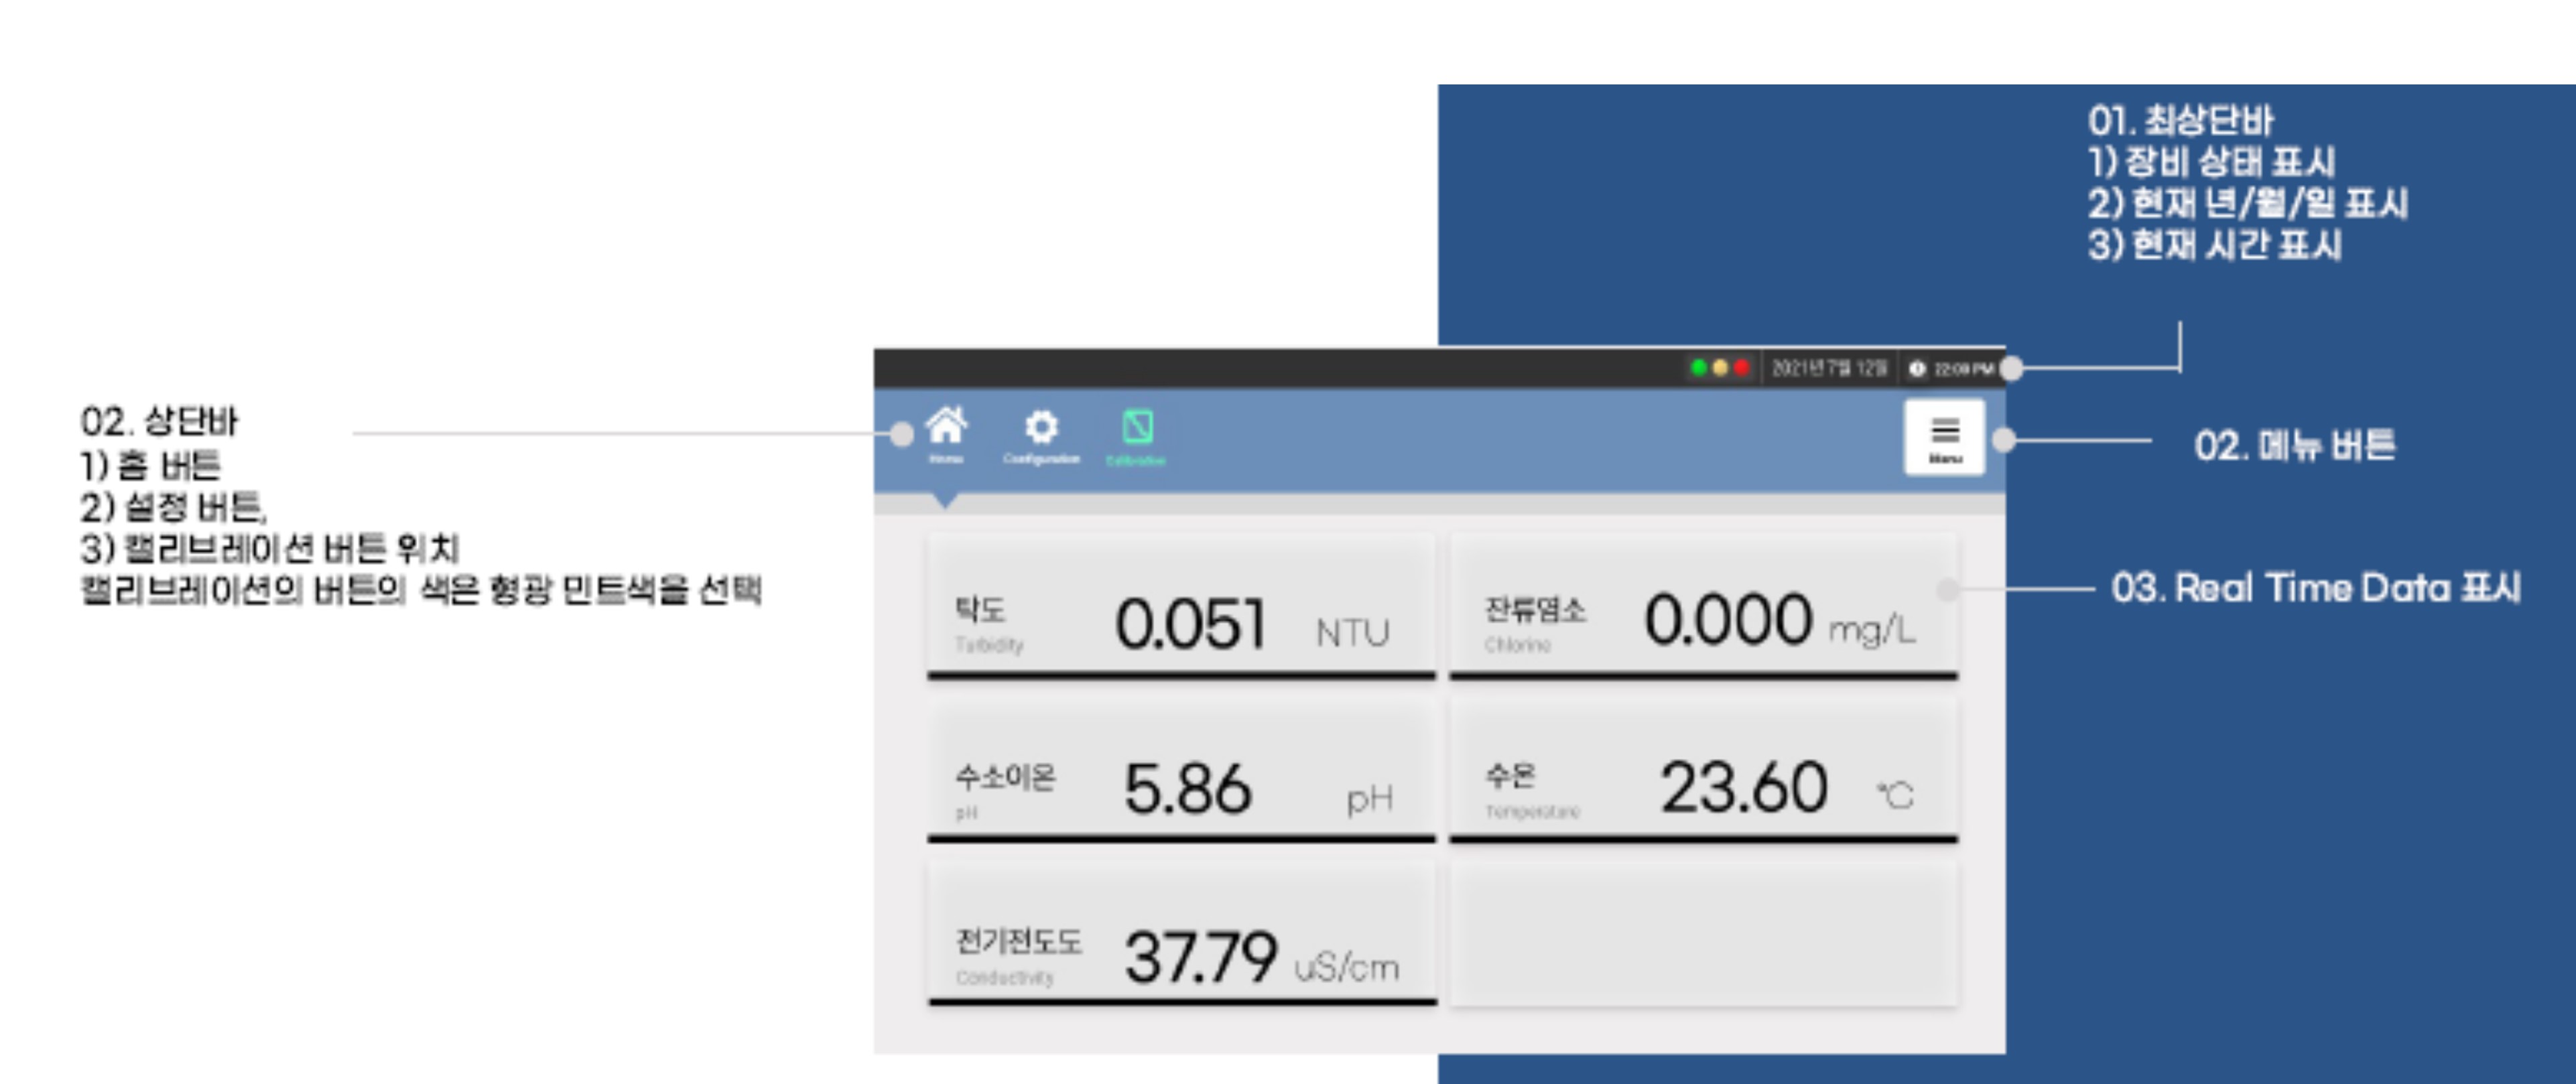 01. 최상단바
1) 장비 상태 표시
2) 현재 년/월/일 표시
3) 현재 시간 표시
2021년 7월 12일
22:09 PM
02. 상단바
1) 홈 버튼
2) 설정 버튼,
3) 캘리브레이션 버튼 위치
캘리브레이션의 버튼의 색은 형광 민트색을 선택
Home
Configuration
Calibration
Menu
02. 메뉴 버튼
03. Real Time Data 표시
탁도
Turbidity
0.051 NTU
잔류염소
Chlorine
0.000 mg/L
수소이온
pH
5.86 pH
수온
Temperature
23.60 °C
전기전도도
Conductivity
37.79 uS/cm